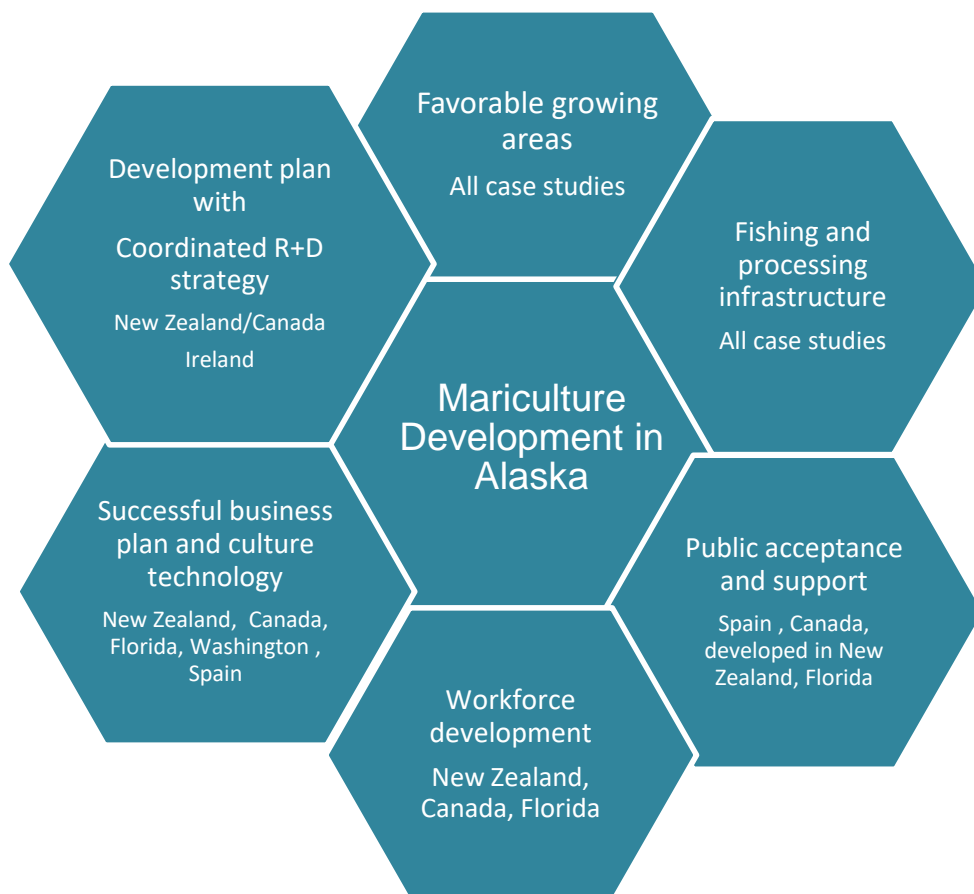 Favorable growing
areas
All case studies
Development plan
with
Coordinated R+D
strategy
New Zealand/Canada
Ireland
Fishing and
processing
infrastructure
All case studies
Mariculture
Development in
Alaska
Successful business
plan and culture
technology
New Zealand, Canada,
Florida, Washington ,
Spain
Public acceptance
and support
Spain , Canada,
developed in New
Zealand, Florida
Workforce
development
New Zealand,
Canada, Florida